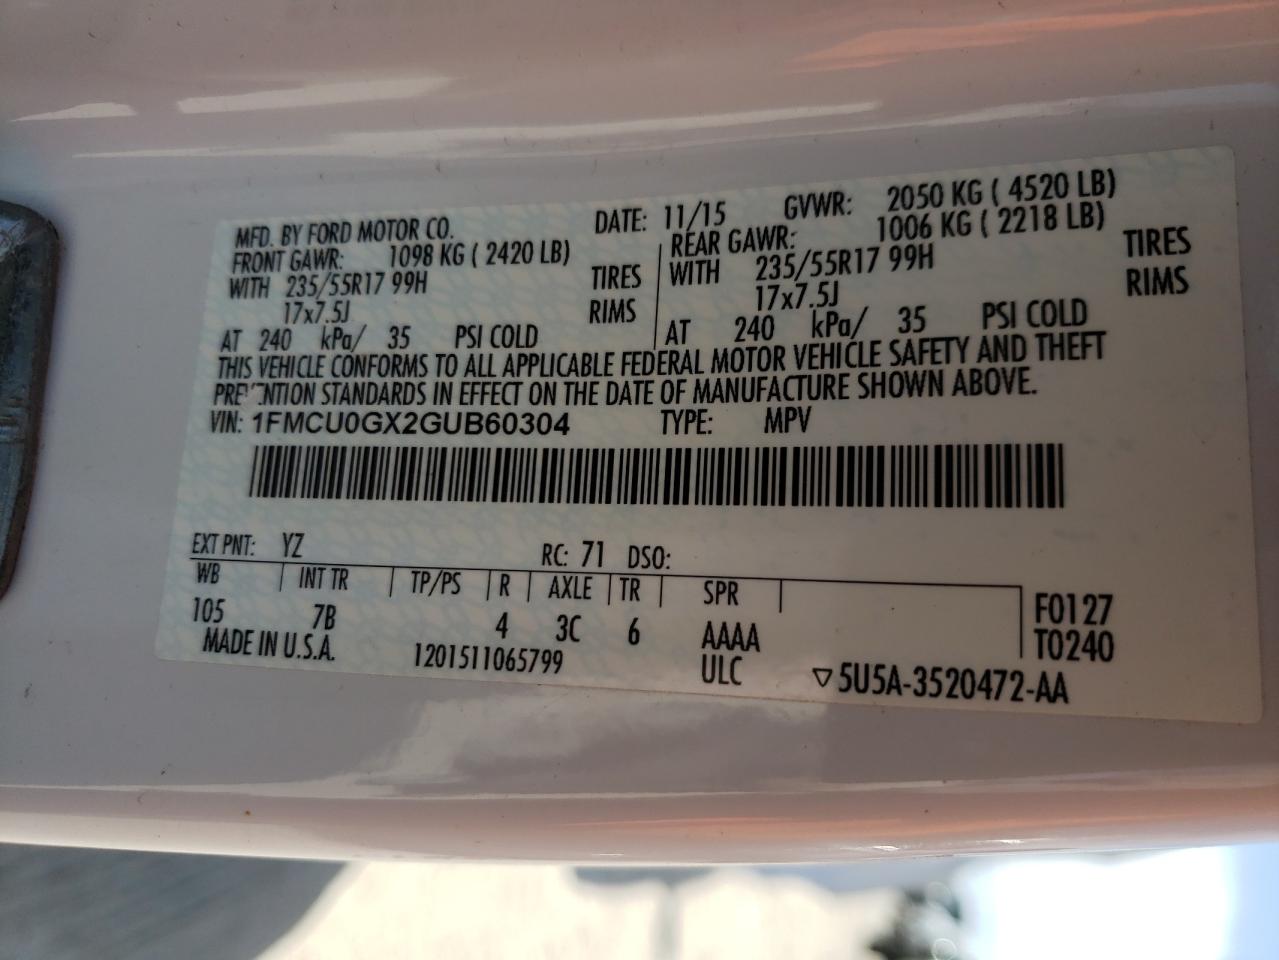 MFD. BY FORD MOTOR CO. DATE: 11/15 GVWR: 2050 KG ( 4520 LB)
FRONT GAWR: 1098 KG ( 2420 LB) REAR GAWR: 1006 KG ( 2218 LB)
WITH 235/55R17 99H TIRES WITH 235/55R17 99H TIRES
17x7.5J RIMS 17x7.5J RIMS
AT 240 kPa/ 35 PSI COLD AT 240 kPa/ 35 PSI COLD
THIS VEHICLE CONFORMS TO ALL APPLICABLE FEDERAL MOTOR VEHICLE SAFETY AND THEFT
PREVENTION STANDARDS IN EFFECT ON THE DATE OF MANUFACTURE SHOWN ABOVE.
VIN: 1FMCU0GX2GUB60304 TYPE: MPV
EXT PNT: YZ RC: 71 DSO:
WB INT TR TP/PS R AXLE TR SPR
105 7B 4 3C 6 AAAA F0127
MADE IN U.S.A. 1201511065799 ULC T0240
▽5U5A-3520472-AA